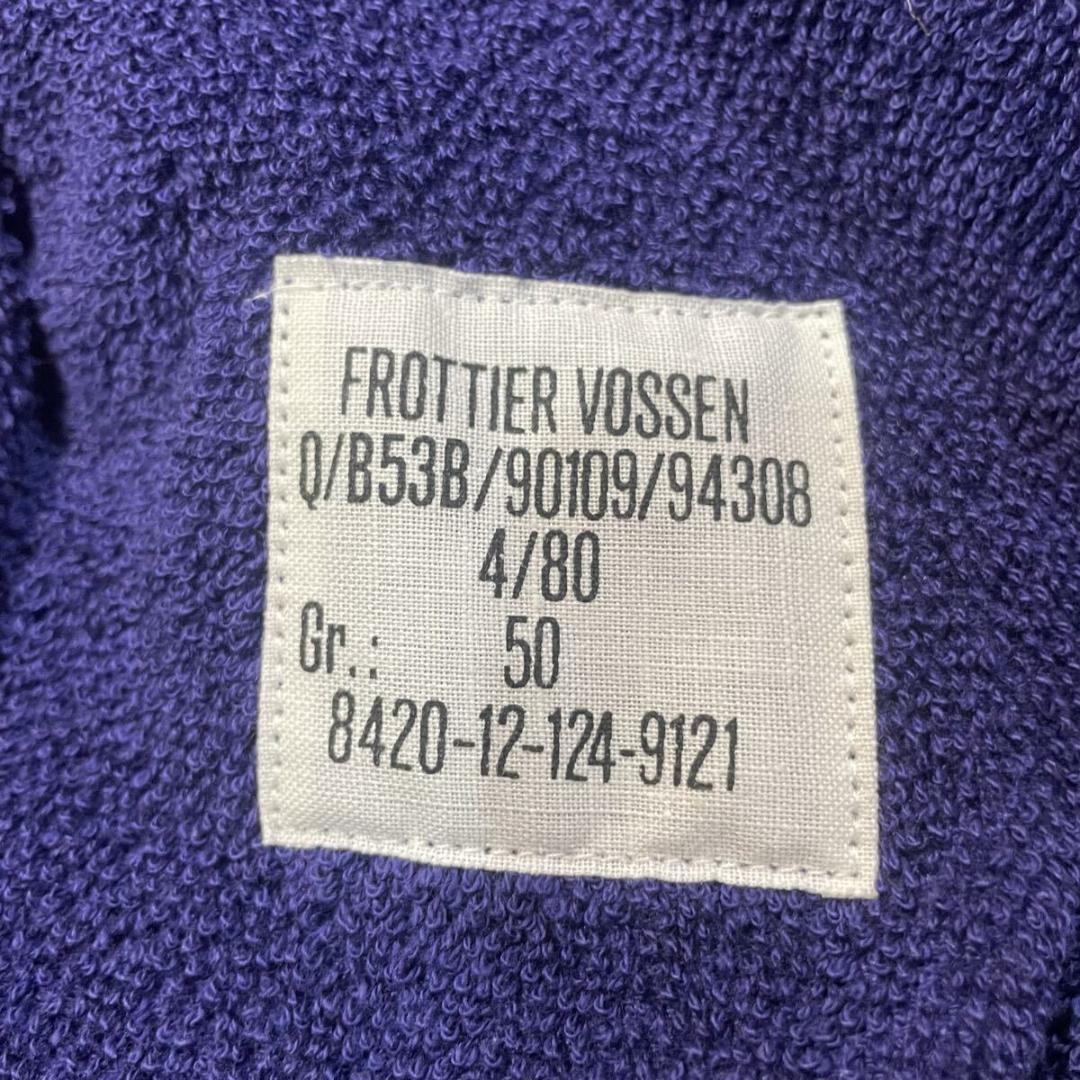 FROTTIER VOSSEN
Q/B53B/90109/94308
4/80
Gr.: 50
8420-12-124-9121